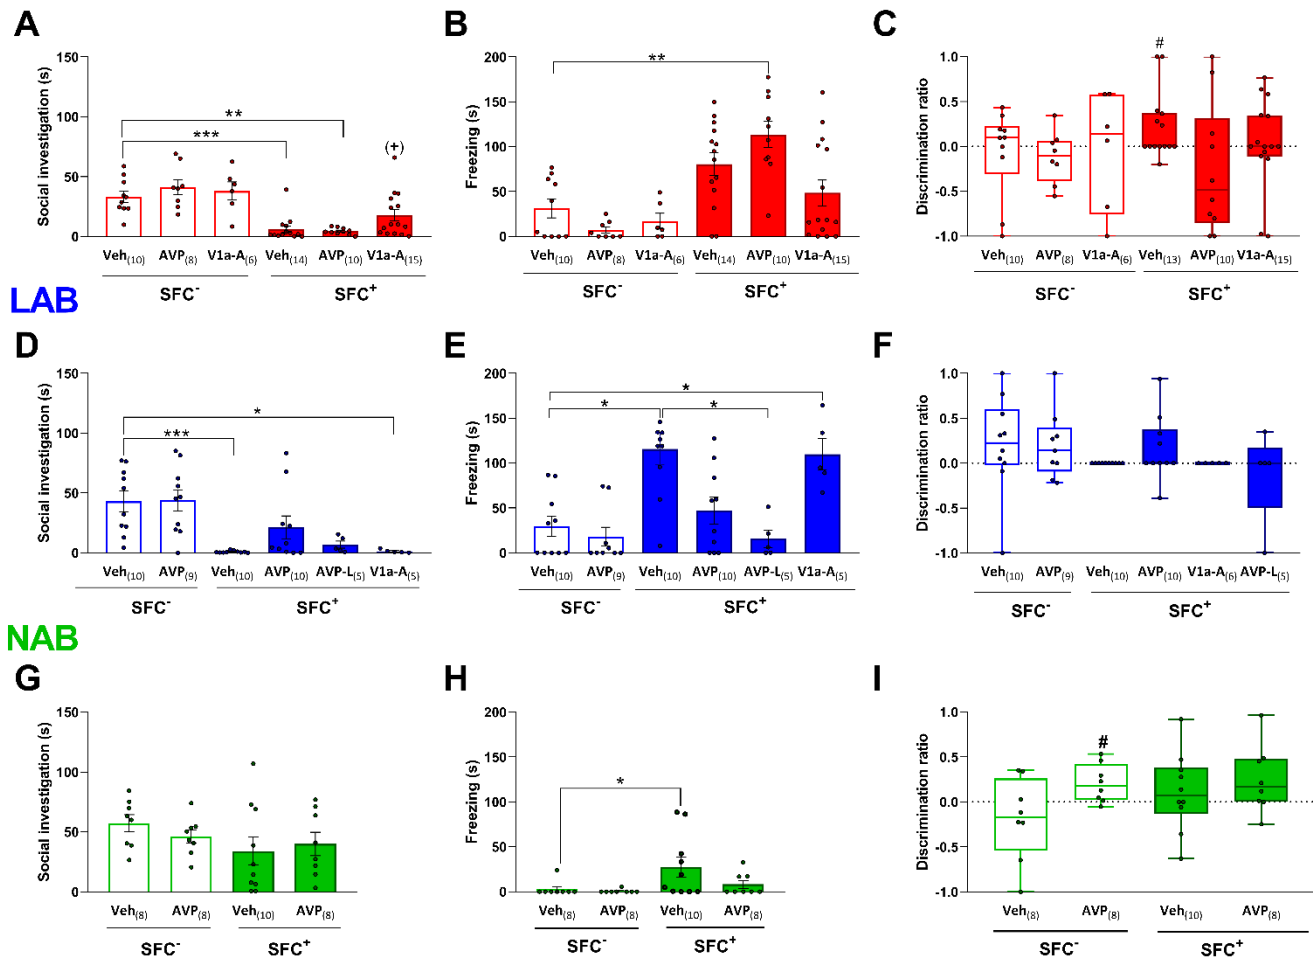 A
Social investigation (s)
150
100
50
0
**
***
(+)
Veh(10) AVP(8) V1a-A(6) Veh(14) AVP(10) V1a-A(15)
SFC- SFC+
B
Freezing (s)
200
150
100
50
0
**
Veh(10) AVP(8) V1a-A(6) Veh(14) AVP(10) V1a-A(15)
SFC- SFC+
C
Discrimination ratio
1.0
0.5
0.0
-0.5
-1.0
#
Veh(10) AVP(8) V1a-A(6) Veh(13) AVP(10) V1a-A(15)
SFC- SFC+
LAB
D
Social investigation (s)
150
100
50
0
*
***
Veh(10) AVP(9) Veh(10) AVP(10) AVP-L(5) V1a-A(5)
SFC- SFC+
E
Freezing (s)
200
150
100
50
0
*
* *
Veh(10) AVP(9) Veh(10) AVP(10) AVP-L(5) V1a-A(5)
SFC- SFC+
F
Discrimination ratio
1.0
0.5
0.0
-0.5
-1.0
Veh(10) AVP(9) Veh(10) AVP(10) V1a-A(6) AVP-L(5)
SFC- SFC+
NAB
G
Social investigation (s)
150
100
50
0
Veh(8) AVP(8) Veh(10) AVP(8)
SFC- SFC+
H
Freezing (s)
200
150
100
50
0
*
Veh(8) AVP(8) Veh(10) AVP(8)
SFC- SFC+
I
Discrimination ratio
1.0
0.5
0.0
-0.5
-1.0
#
Veh(8) AVP(8) Veh(10) AVP(8)
SFC- SFC+